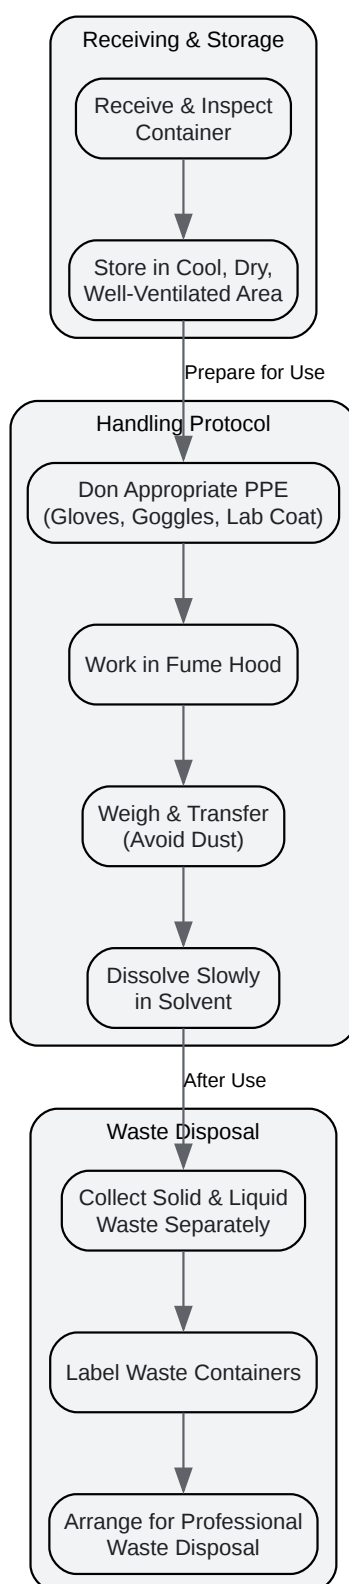 Receiving & Storage
Receive & Inspect
Container
Store in Cool, Dry,
Well-Ventilated Area
Prepare for Use
Handling Protocol
Don Appropriate PPE
(Gloves, Goggles, Lab Coat)
Work in Fume Hood
Weigh & Transfer
(Avoid Dust)
Dissolve Slowly
in Solvent
After Use
Waste Disposal
Collect Solid & Liquid
Waste Separately
Label Waste Containers
Arrange for Professional
Waste Disposal